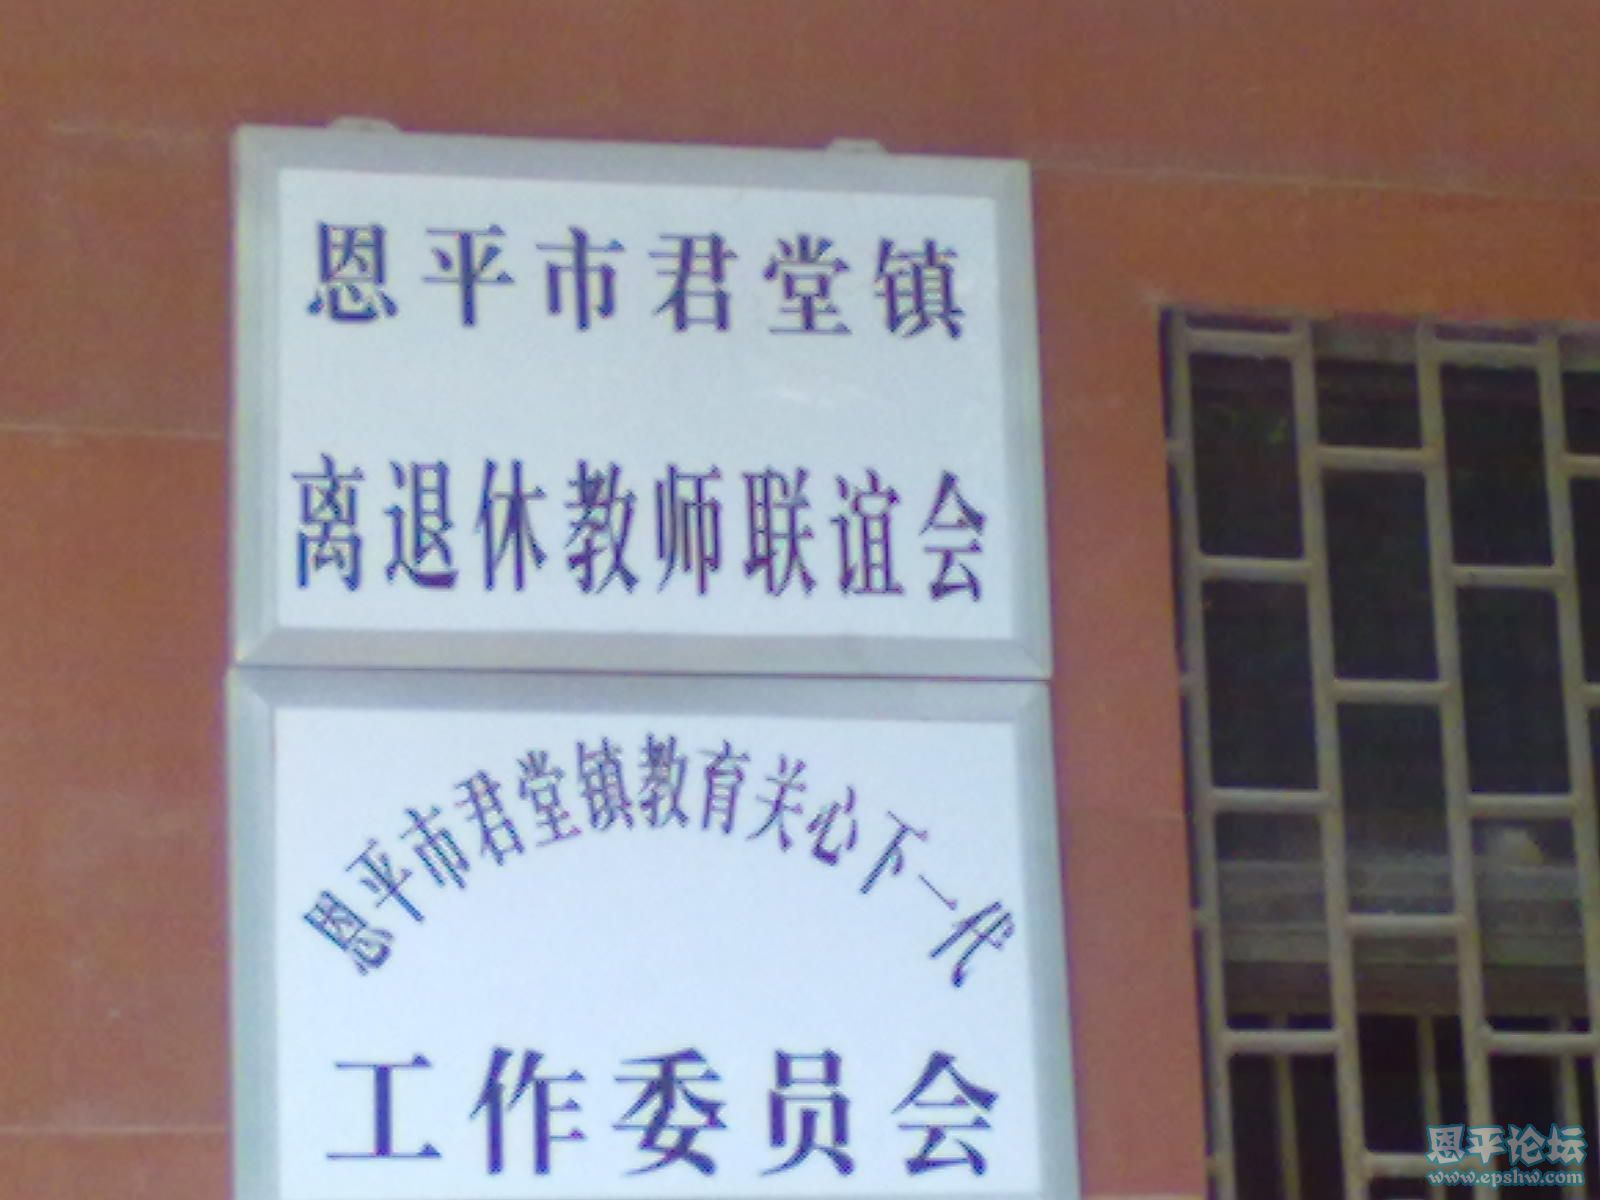 恩平市君堂镇
离退休教师联谊会
恩平市君堂镇教育关心下一代
工作委员会
恩平论坛
www.epshw.com